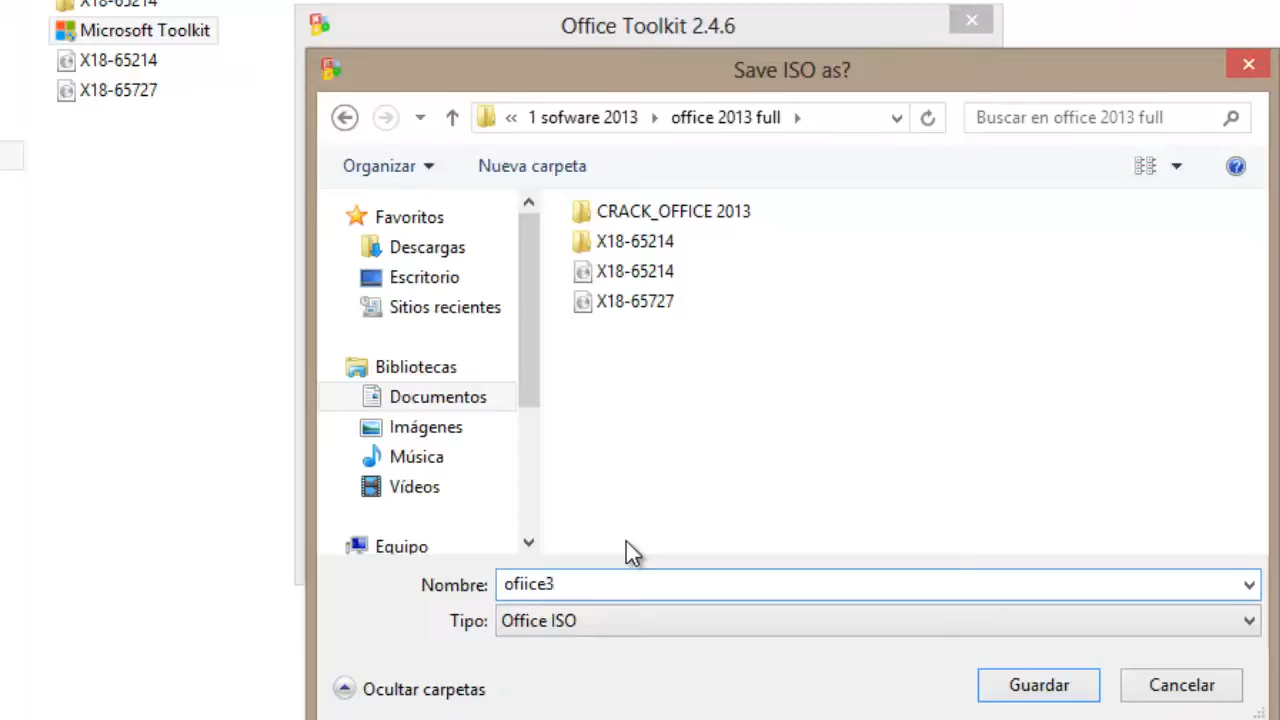 X18-65214
Microsoft Toolkit
X18-65214
X18-65727
Office Toolkit 2.4.6
Save ISO as?
« 1 sofware 2013 office 2013 full
Buscar en office 2013 full
Organizar
Nueva carpeta
Favoritos
Descargas
Escritorio
Sitios recientes
Bibliotecas
Documentos
Imágenes
Música
Vídeos
Equipo
CRACK_OFFICE 2013
X18-65214
X18-65214
X18-65727
Nombre: ofiice3
Tipo: Office ISO
Ocultar carpetas
Guardar
Cancelar